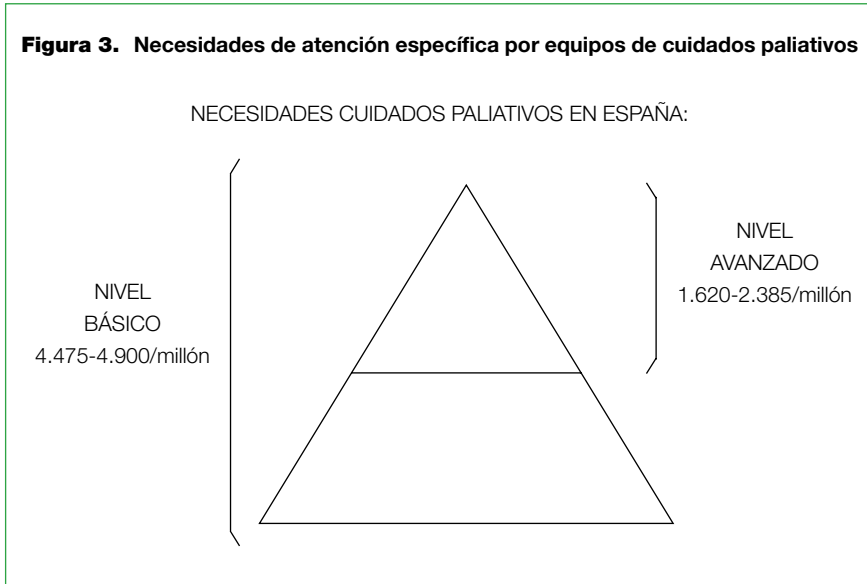 Figura 3. Necesidades de atención específica por equipos de cuidados paliativos
NECESIDADES CUIDADOS PALIATIVOS EN ESPAÑA:
NIVEL
BÁSICO
4.475-4.900/millón
NIVEL
AVANZADO
1.620-2.385/millón